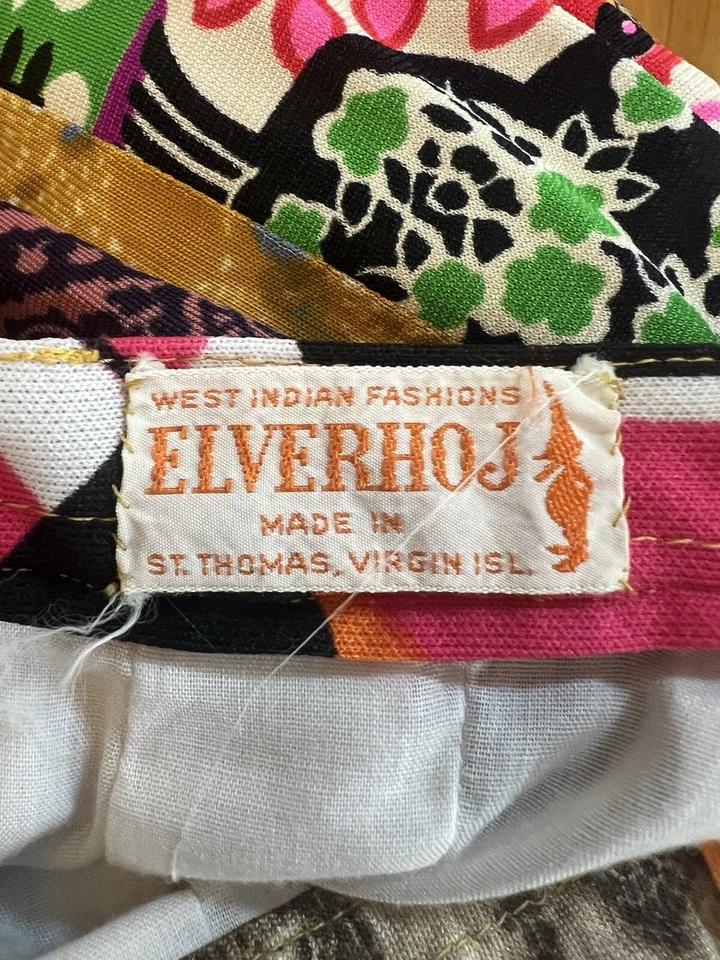 WEST INDIAN FASHIONS
ELVERHOJ
MADE IN
ST. THOMAS, VIRGIN ISL.